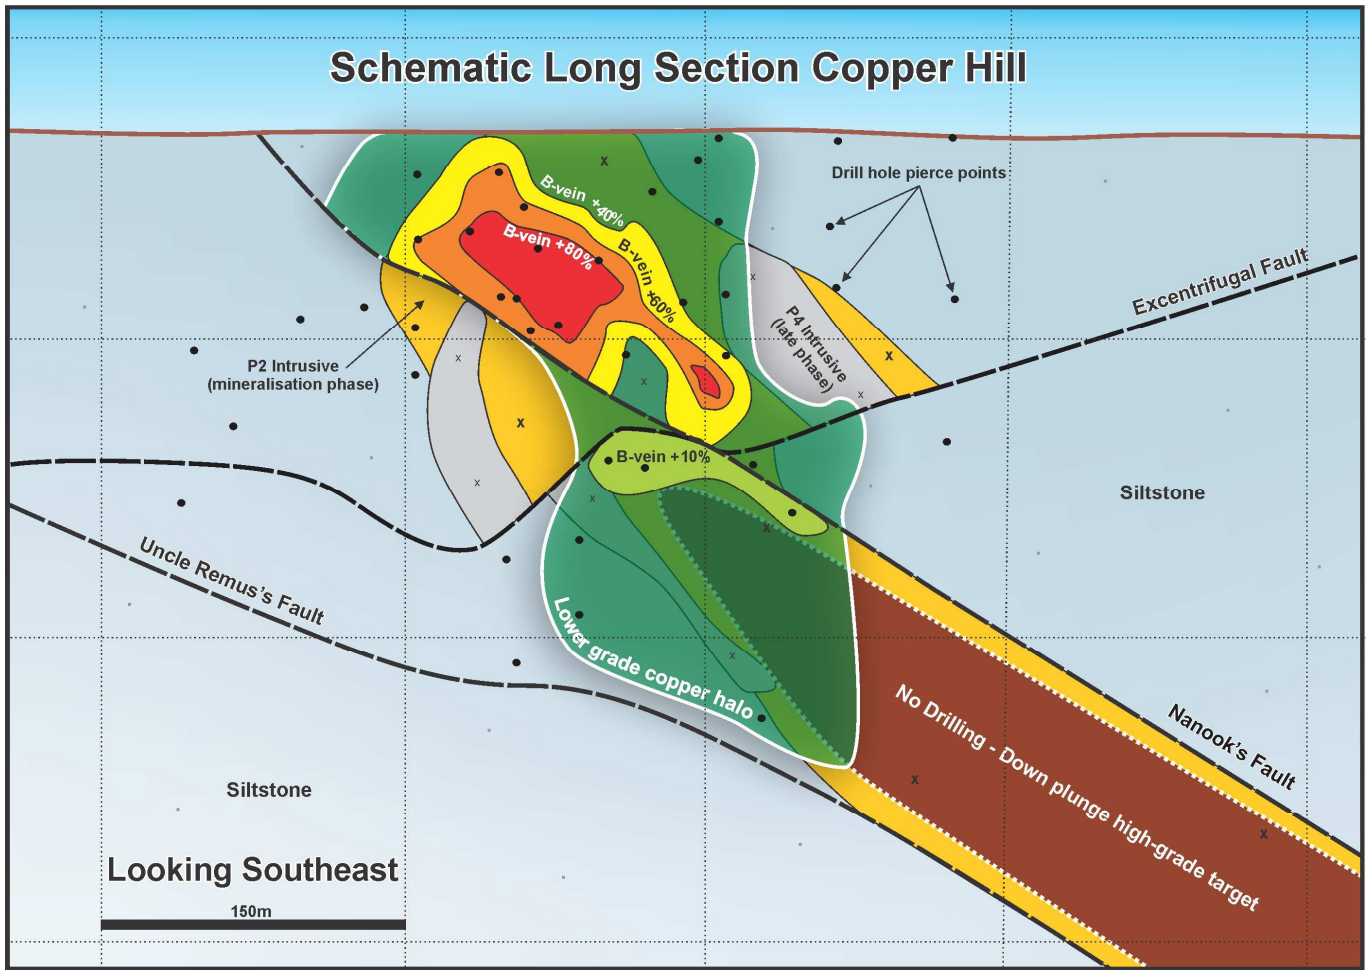 Schematic Long Section Copper Hill
Drill hole pierce points
B-vein +40%
B-vein +80%
B-vein +60%
Excentrifugal Fault
P4 Intrusive
(late phase)
P2 Intrusive
(mineralisation phase)
B-vein +10%
Siltstone
Uncle Remus's Fault
Lower grade copper halo
No Drilling - Down plunge high-grade target
Nanook's Fault
Siltstone
Looking Southeast
150m